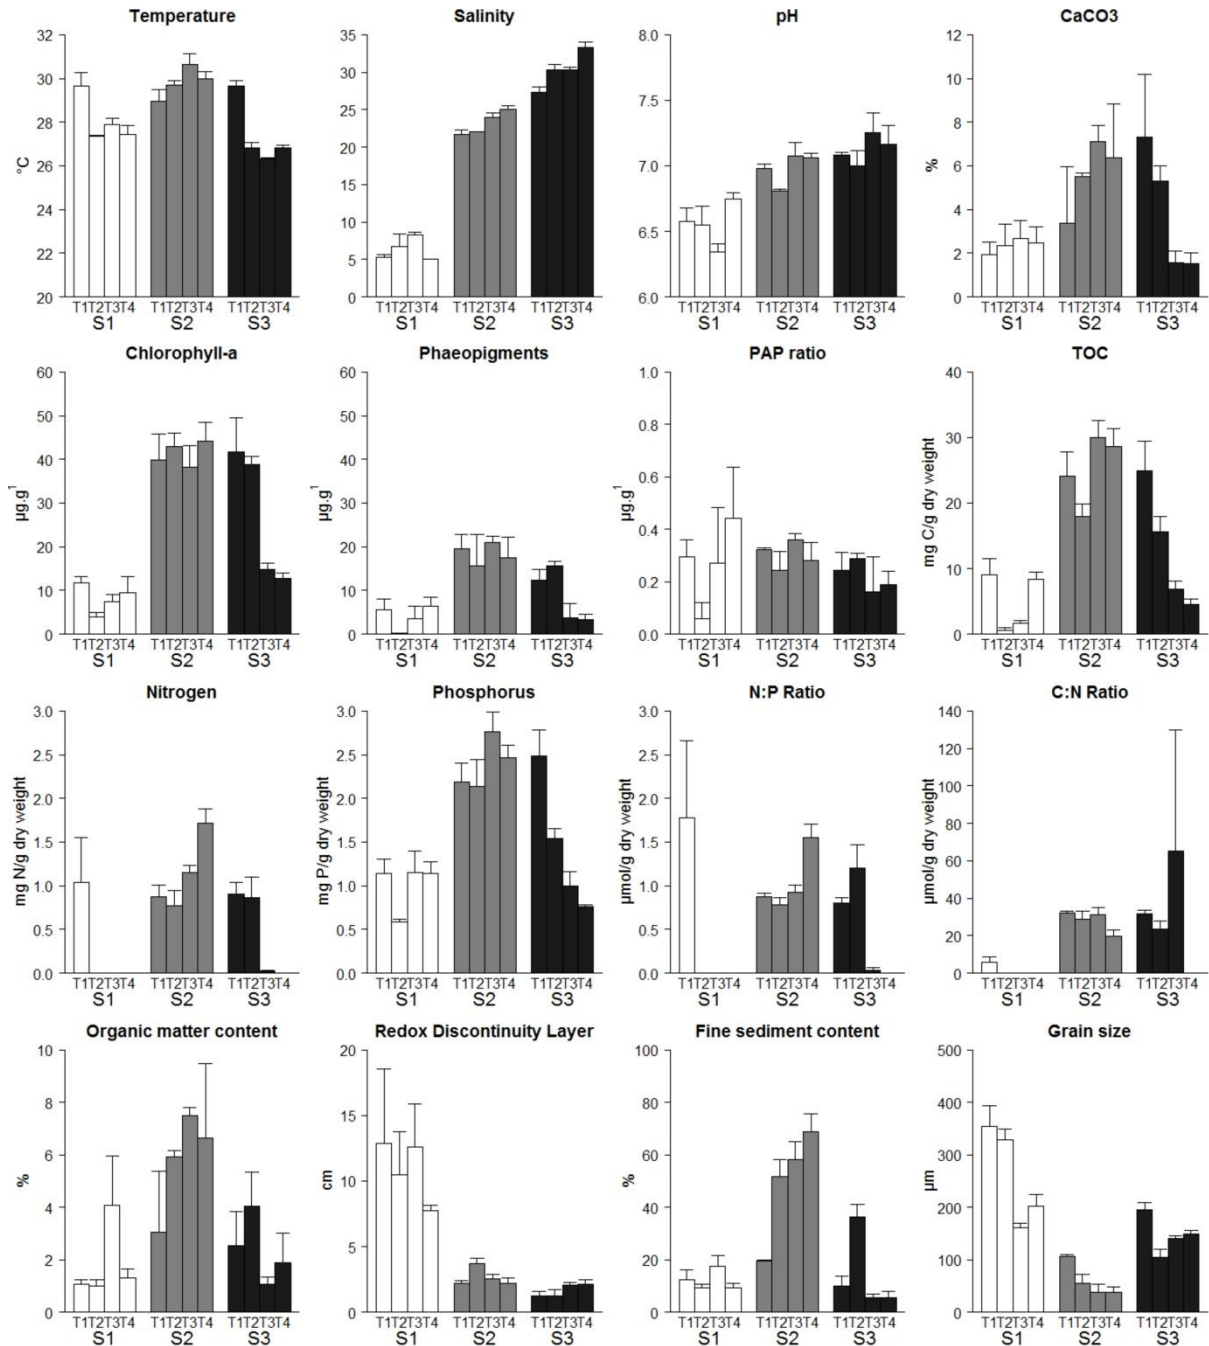 Temperature
Salinity
pH
CaCO3
32
30
28
26
24
22
20
°C
T1T2T3T4
S1
T1T2T3T4
S2
T1T2T3T4
S3
35
30
25
20
15
10
5
0
T1T2T3T4
S1
T1T2T3T4
S2
T1T2T3T4
S3
8.0
7.5
7.0
6.5
6.0
T1T2T3T4
S1
T1T2T3T4
S2
T1T2T3T4
S3
12
10
8
6
4
2
0
%
T1T2T3T4
S1
T1T2T3T4
S2
T1T2T3T4
S3
Chlorophyll-a
Phaeopigments
PAP ratio
TOC
60
50
40
30
20
10
0
µg.g¹
T1T2T3T4
S1
T1T2T3T4
S2
T1T2T3T4
S3
60
50
40
30
20
10
0
µg.g¹
T1T2T3T4
S1
T1T2T3T4
S2
T1T2T3T4
S3
1.0
0.8
0.6
0.4
0.2
0.0
µg.g¹
T1T2T3T4
S1
T1T2T3T4
S2
T1T2T3T4
S3
40
30
20
10
0
mg C/g dry weight
T1T2T3T4
S1
T1T2T3T4
S2
T1T2T3T4
S3
Nitrogen
Phosphorus
N:P Ratio
C:N Ratio
3.0
2.5
2.0
1.5
1.0
0.5
0.0
mg N/g dry weight
T1T2T3T4
S1
T1T2T3T4
S2
T1T2T3T4
S3
3.0
2.5
2.0
1.5
1.0
0.5
0.0
mg P/g dry weight
T1T2T3T4
S1
T1T2T3T4
S2
T1T2T3T4
S3
3.0
2.5
2.0
1.5
1.0
0.5
0.0
µmol/g dry weight
T1T2T3T4
S1
T1T2T3T4
S2
T1T2T3T4
S3
140
120
100
80
60
40
20
0
µmol/g dry weight
T1T2T3T4
S1
T1T2T3T4
S2
T1T2T3T4
S3
Organic matter content
Redox Discontinuity Layer
Fine sediment content
Grain size
10
8
6
4
2
0
%
T1T2T3T4
S1
T1T2T3T4
S2
T1T2T3T4
S3
20
15
10
5
0
cm
T1T2T3T4
S1
T1T2T3T4
S2
T1T2T3T4
S3
100
80
60
40
20
0
%
T1T2T3T4
S1
T1T2T3T4
S2
T1T2T3T4
S3
500
400
300
200
100
0
µm
T1T2T3T4
S1
T1T2T3T4
S2
T1T2T3T4
S3